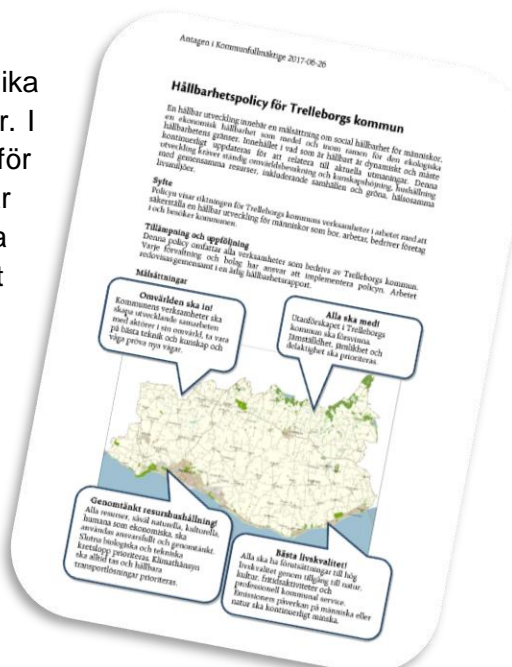 ika
r. I
för
r
a
t
Antagen i Kommunfullmäktige 2017-06-26
Hållbarhetspolicy för Trelleborgs kommun
En hållbar utveckling innebär en målsättning om social hållbarhet för människor,
en ekonomisk hållbarhet som medel och inom ramen för den ekologiska
hållbarhetens gränser. Innehållet i vad som är hållbart är dynamiskt och måste
kontinuerligt uppdateras för att relatera till aktuella utmaningar. Denna
utveckling kräver ständig omvärldsbevakning och kunskapshöjning, hushållning
med gemensamma resurser, inkluderande samhällen och gröna, hälsosamma
livsmiljöer.
Syfte
Policyn visar riktningen för Trelleborgs kommuns verksamheter i arbetet med att
säkerställa en hållbar utveckling för människor som bor, arbetar, bedrover företag
i och besöker kommunen.
Tillämpning och uppföljning
Denna policy omfattar alla verksamheter som bedrivs av Trelleborgs kommun.
Varje förvaltning och bolag har ansvar att implementera policyn. Arbetet
redovisas gemensamt i en årlig hållbarhetsrapport.
Målsättningar
Omvärlden ska in!
Kommunens verksamheter ska
skapa utvecklande samarbeten
med aktörer i sin omvärld, ta vara
på bästa teknik och kunskap och
våga pröva nya vägar.
Alla ska med!
Utanförskapet i Trelleborgs
kommun ska försvinna.
Jämställdhet, jämlikhet och
delaktighet ska prioriteras.
Genomtänkt resurshushållning!
Alla resurser, såväl naturella, kulturella,
humana som ekonomiska, ska
användas ansvarsfullt och genomtänkt.
Slutna biologiska och tekniska
kretslopp prioriteras. Klimathänsyn
ska alltid tas och hållbara
transportlösningar prioriteras.
Bästa livskvalitet!
Alla ska ha förutsättningar till hög
livskvalitet genom tillgång till natur,
kultur, fritidsaktiviteter och
professionell kommunal service.
Emissioners påverkan på människa eller
natur ska kontinuerligt minska.